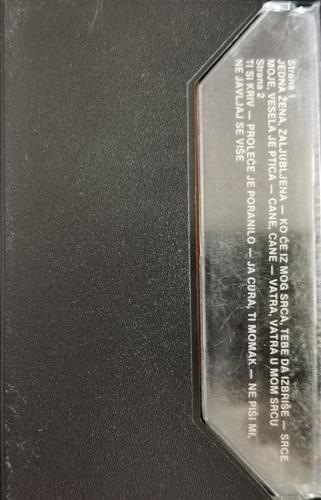 Strana 1
JEDNA ŽENA, ZALJUBLJENA — KO ĆE IZ MOG SRCA, TEBE DA IZBRIŠE — SRCE
MOJE, VESELA JE PTICA — CANE, CANE — VATRA, VATRA U MOM SRCU
Strana 2
TI SI KRIV — PROLEĆE JE PORANILO — JA CURA, TI MOMAK — NE PIŠI MI,
NE JAVLJAJ SE VIŠE